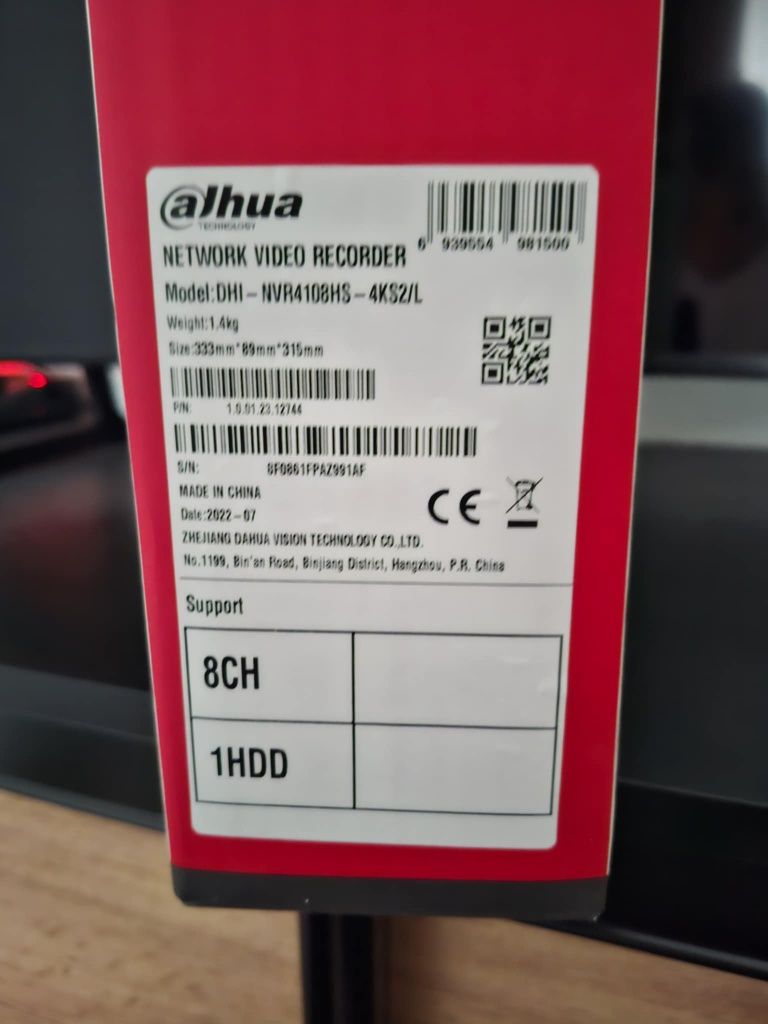 alhua
TECHNOLOGY
6 939554 981500
NETWORK VIDEO RECORDER
Model:DHI-NVR4108HS-4KS2/L
Weight:1.4kg
Size:333mm*89mm*315mm
P/N: 1.0.01.23.12744
S/N: 8F0861FPAZ991AF
MADE IN CHINA
Date:2022-07
ZHEJIANG DAHUA VISION TECHNOLOGY CO.,LTD.
No.1199, Bin'an Road, Binjiang District, Hangzhou, P.R. China
CE
Support
8CH
1HDD